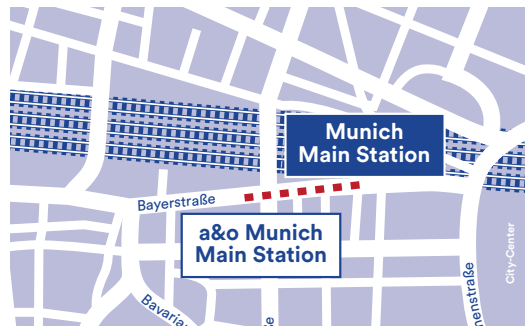 Munich
Main Station
Bayerstraße
a&o Munich
Main Station
City-Center